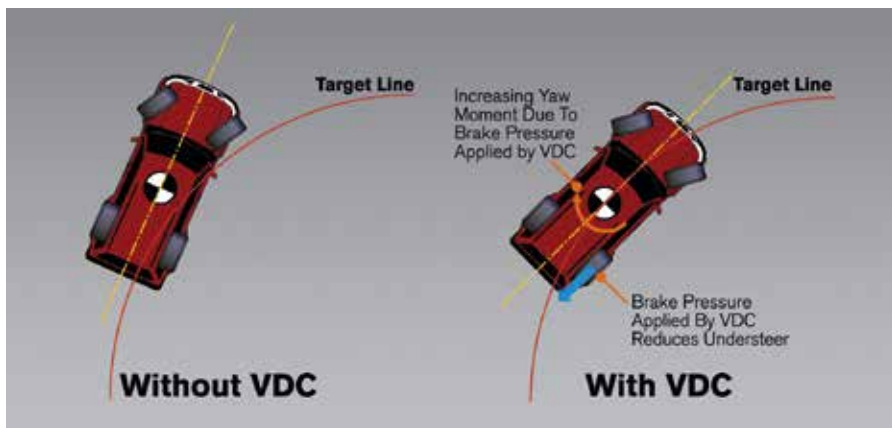 Target Line
Without VDC
Increasing Yaw
Moment Due To
Brake Pressure
Applied by VDC
Target Line
Brake Pressure
Applied By VDC
Reduces Understeer
With VDC